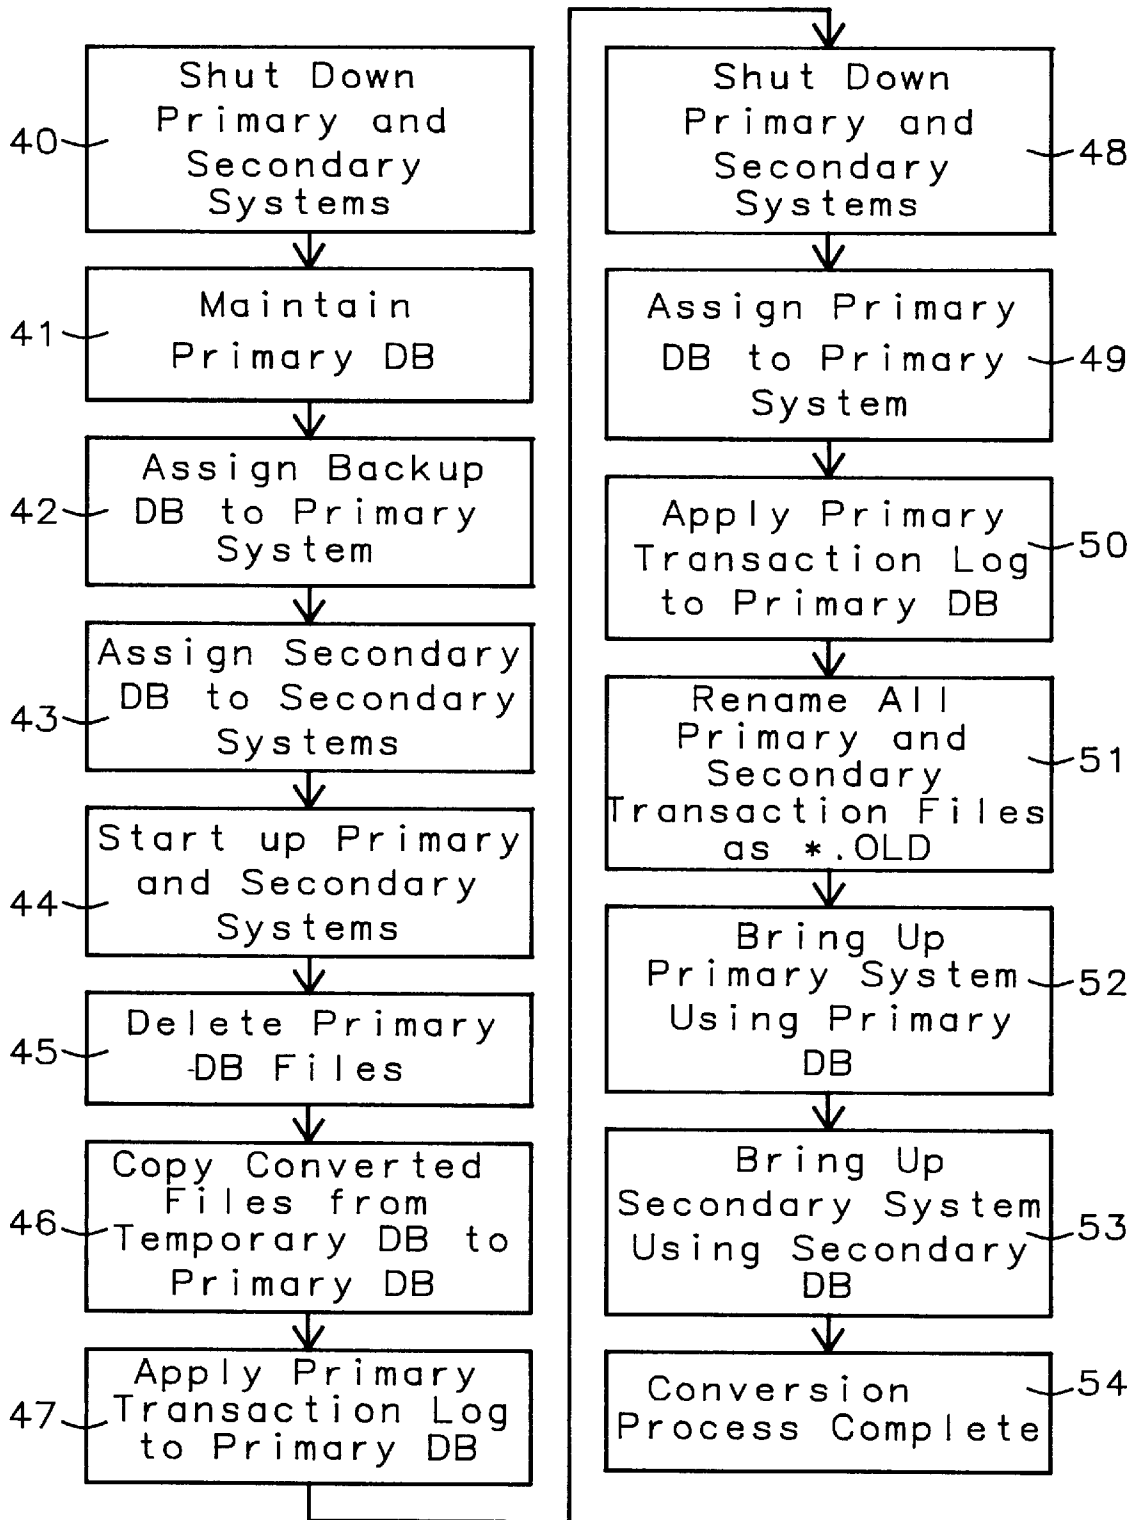 40
Shut Down
Primary and
Secondary
Systems
41
Maintain
Primary DB
42
Assign Backup
DB to Primary
System
43
Assign Secondary
DB to Secondary
Systems
44
Start up Primary
and Secondary
Systems
45
Delete Primary
DB Files
46
Copy Converted
Files from
Temporary DB to
Primary DB
47
Apply Primary
Transaction Log
to Primary DB
Shut Down
Primary and
Secondary
Systems
48
Assign Primary
DB to Primary
System
49
Apply Primary
Transaction Log
to Primary DB
50
Rename All
Primary and
Secondary
Transaction Files
as *.OLD
51
Bring Up
Primary System
Using Primary
DB
52
Bring Up
Secondary System
Using Secondary
DB
53
Conversion
Process Complete
54